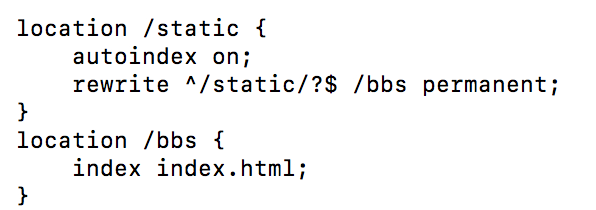 location /static {
    autoindex on;
    rewrite ^/static/?$ /bbs permanent;
}
location /bbs {
    index index.html;
}